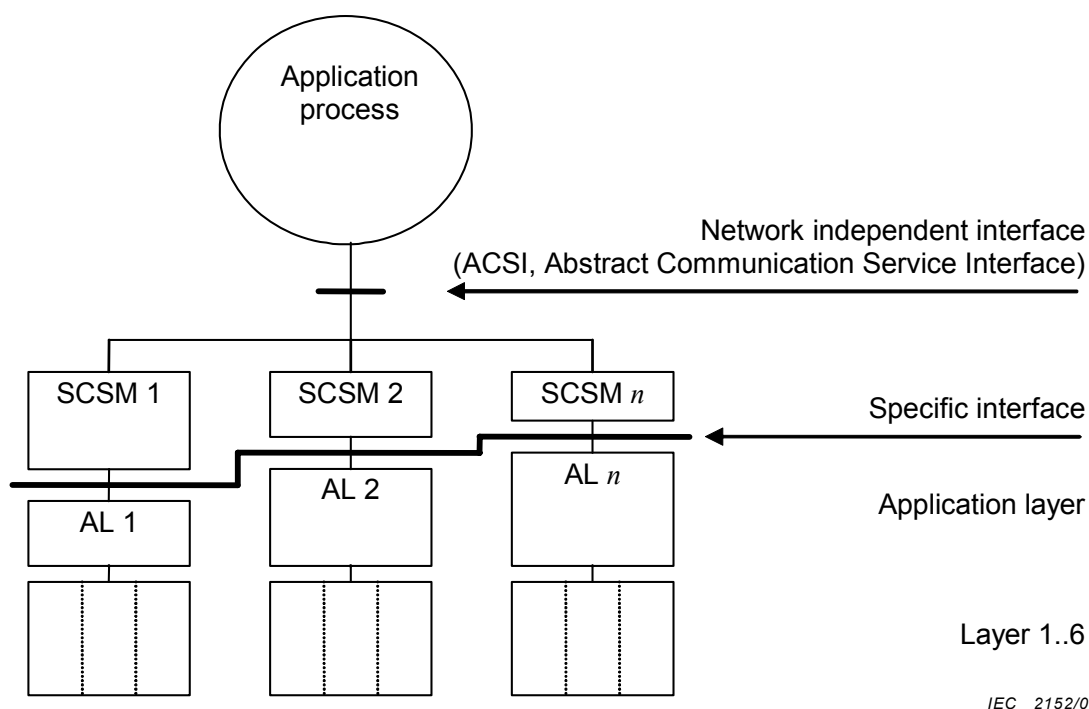 Application
process
Network independent interface
(ACSI, Abstract Communication Service Interface)
SCSM 1
SCSM 2
SCSM n
Specific interface
AL 1
AL 2
AL n
Application layer
Layer 1..6
IEC 2152/0